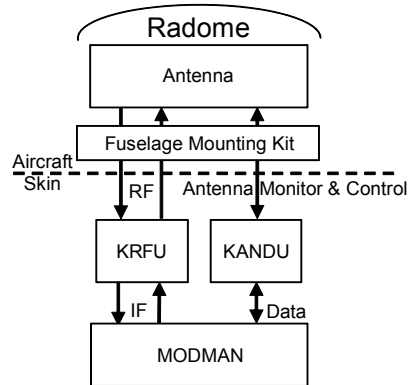 Radome
Antenna
Fuselage Mounting Kit
Aircraft
Skin
RF
Antenna Monitor & Control
KRFU
KANDU
IF
Data
MODMAN